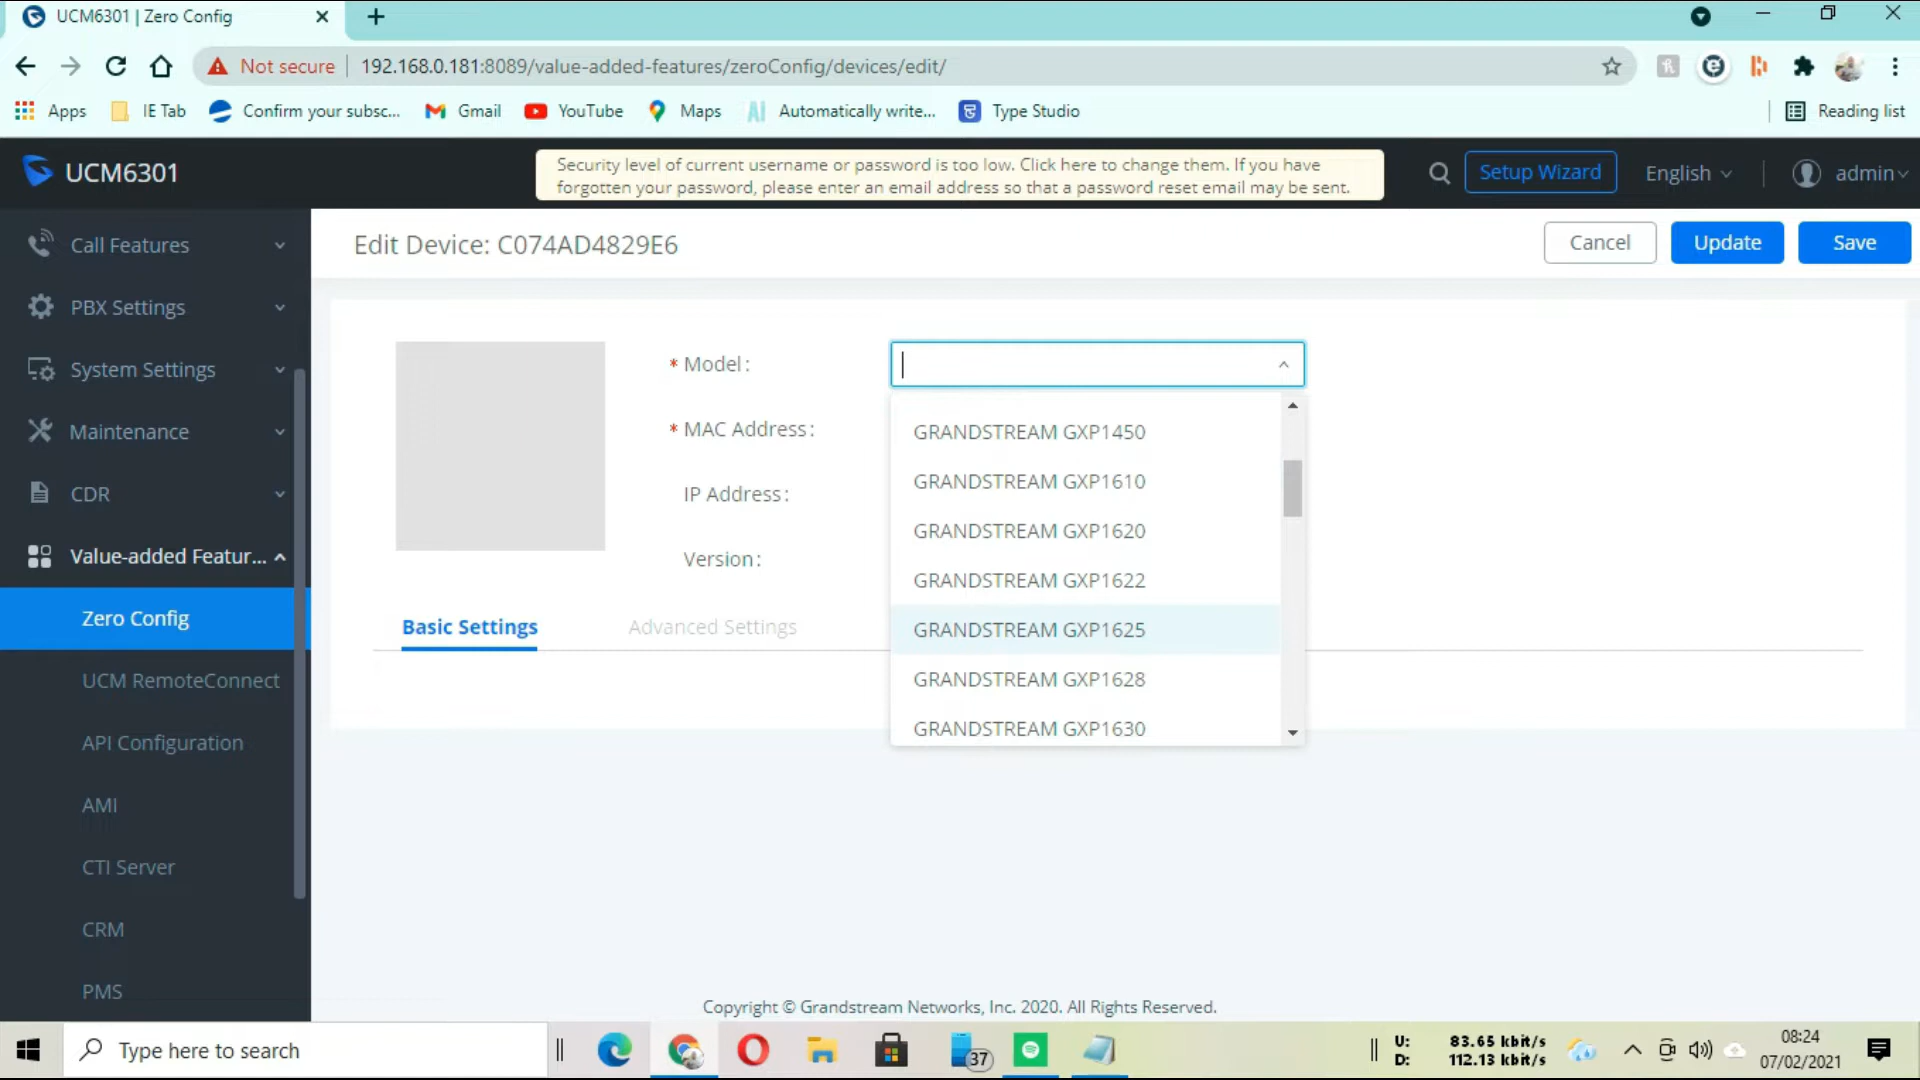 UCM6301 | Zero Config
Not secure
192.168.0.181:8089/value-added-features/zeroConfig/devices/edit/
Apps
IE Tab
Confirm your subsc...
Gmail
YouTube
Maps
Automatically write...
Type Studio
Reading list
UCM6301
Security level of current username or password is too low. Click here to change them. If you have
forgotten your password, please enter an email address so that a password reset email may be sent.
Setup Wizard
English
admin
Call Features
PBX Settings
System Settings
Maintenance
CDR
Value-added Featur...
Zero Config
UCM RemoteConnect
API Configuration
AMI
CTI Server
CRM
PMS
Edit Device: C074AD4829E6
Cancel
Update
Save
* Model:
* MAC Address:
IP Address:
Version:
Basic Settings
Advanced Settings
GRANDSTREAM GXP1450
GRANDSTREAM GXP1610
GRANDSTREAM GXP1620
GRANDSTREAM GXP1622
GRANDSTREAM GXP1625
GRANDSTREAM GXP1628
GRANDSTREAM GXP1630
Copyright © Grandstream Networks, Inc. 2020. All Rights Reserved.
Type here to search
37
U: 83.65 kbit/s
D: 112.13 kbit/s
08:24
07/02/2021